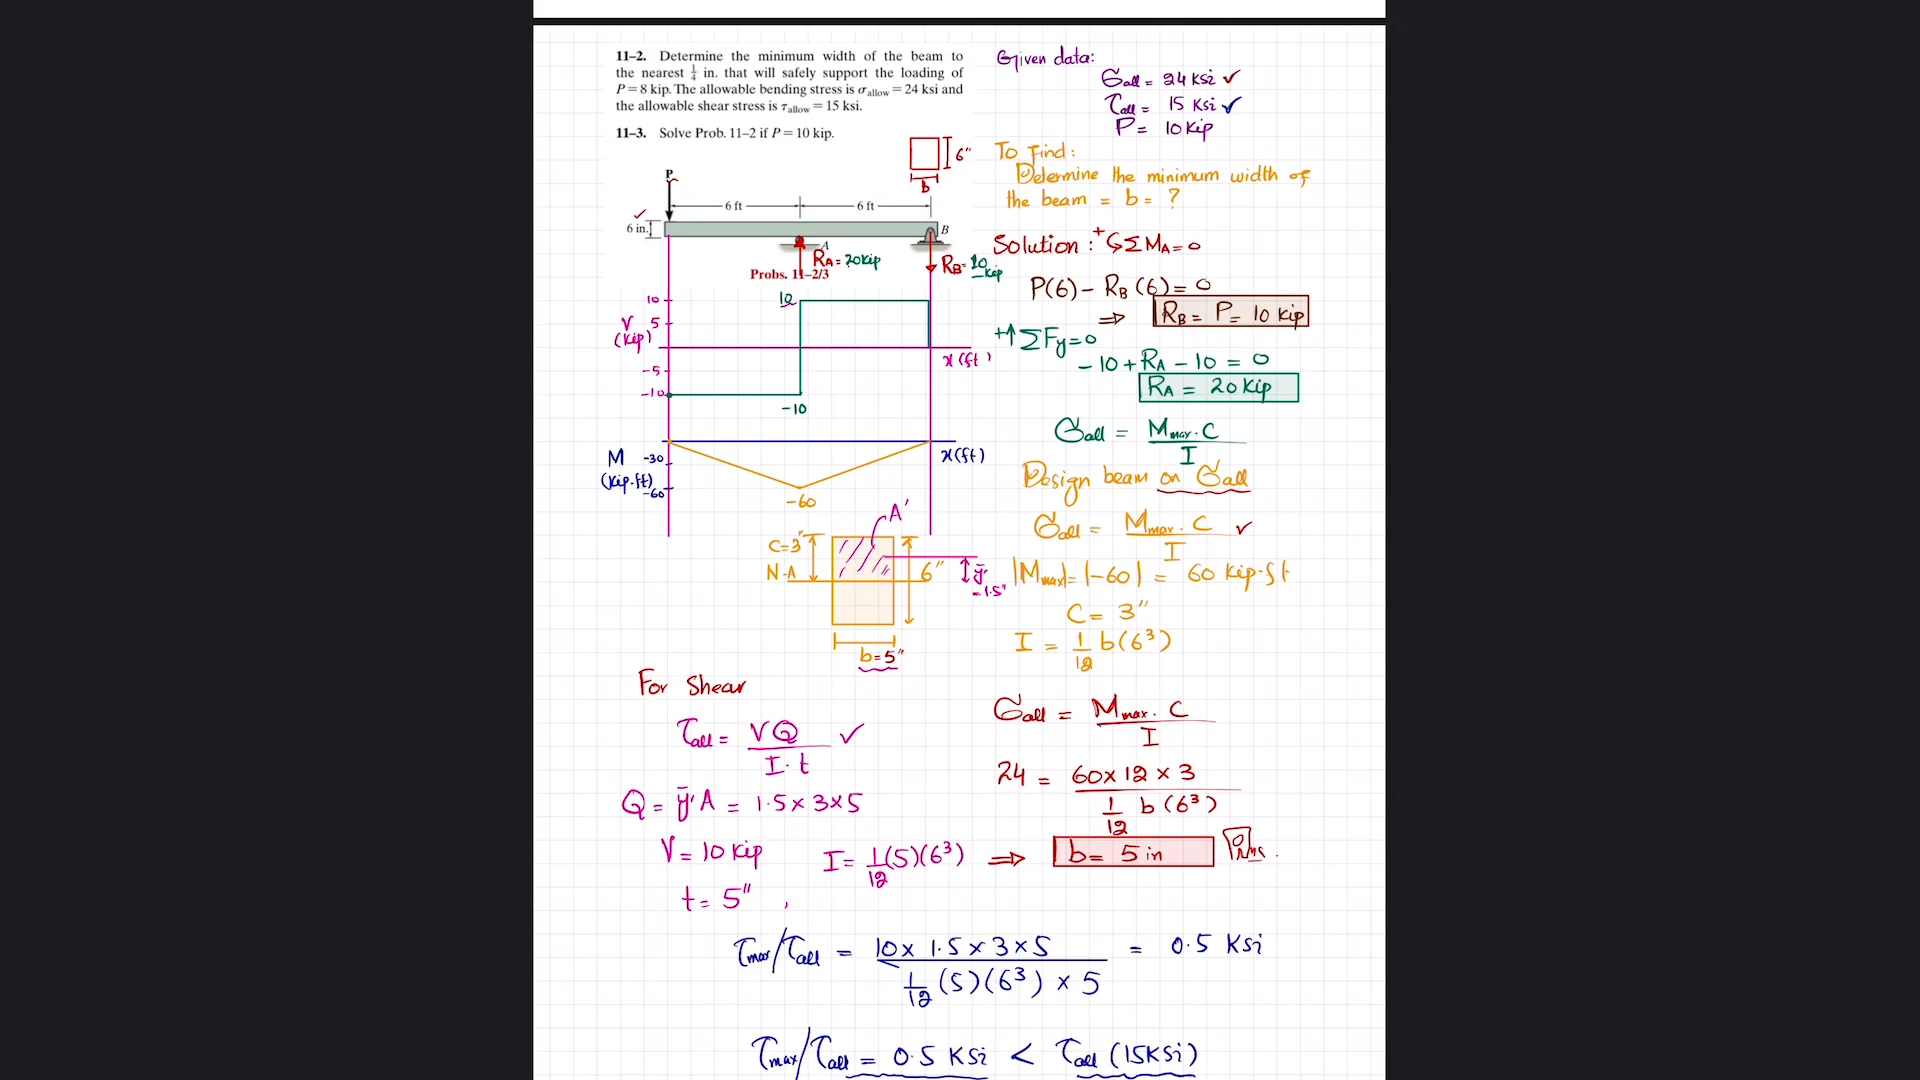 11–2. Determine the minimum width of the beam to
the nearest 1/4 in. that will safely support the loading of
P = 8 kip. The allowable bending stress is σallow = 24 ksi and
the allowable shear stress is τallow = 15 ksi.
11–3. Solve Prob. 11–2 if P = 10 kip.
6"
b
P
6 ft
6 ft
6 in.
A
B
RA = 20 kip
RB = 10 kip
Probs. 11–2/3
10
V 5
(kip)
-5
-10
10
-10
x (ft)
M -30
(kip.ft)
-60
-60
x (ft)
A'
C = 3"
N-A
6"
ȳ' = 1.5"
b = 5"
For Shear
τall = VQ / I.t ✓
Q = ȳ'A = 1.5 x 3 x 5
V = 10 kip
I = 1/12 (5)(6³)
t = 5" ,
Given data:
σall = 24 ksi ✓
τall = 15 ksi ✓
P = 10 kip
To find:
Determine the minimum width of
the beam = b = ?
Solution : + ↶ ΣMA = 0
P(6) - RB (6) = 0
⇒ RB = P = 10 kip
+↑ ΣFy = 0
- 10 + RA - 10 = 0
RA = 20 kip
σall = Mmax . C / I
Design beam on σall
σall = Mmax . C / I ✓
|Mmax| = |-60| = 60 kip.ft
C = 3"
I = 1/12 b(6³)
σall = Mmax . C / I
24 = 60 x 12 x 3 / 1/12 b (6³)
⇒ b = 5 in
τmax/τall = 10 x 1.5 x 3 x 5 / 1/12 (5)(6³) x 5 = 0.5 ksi
τmax/τall = 0.5 ksi < τall (15 ksi)